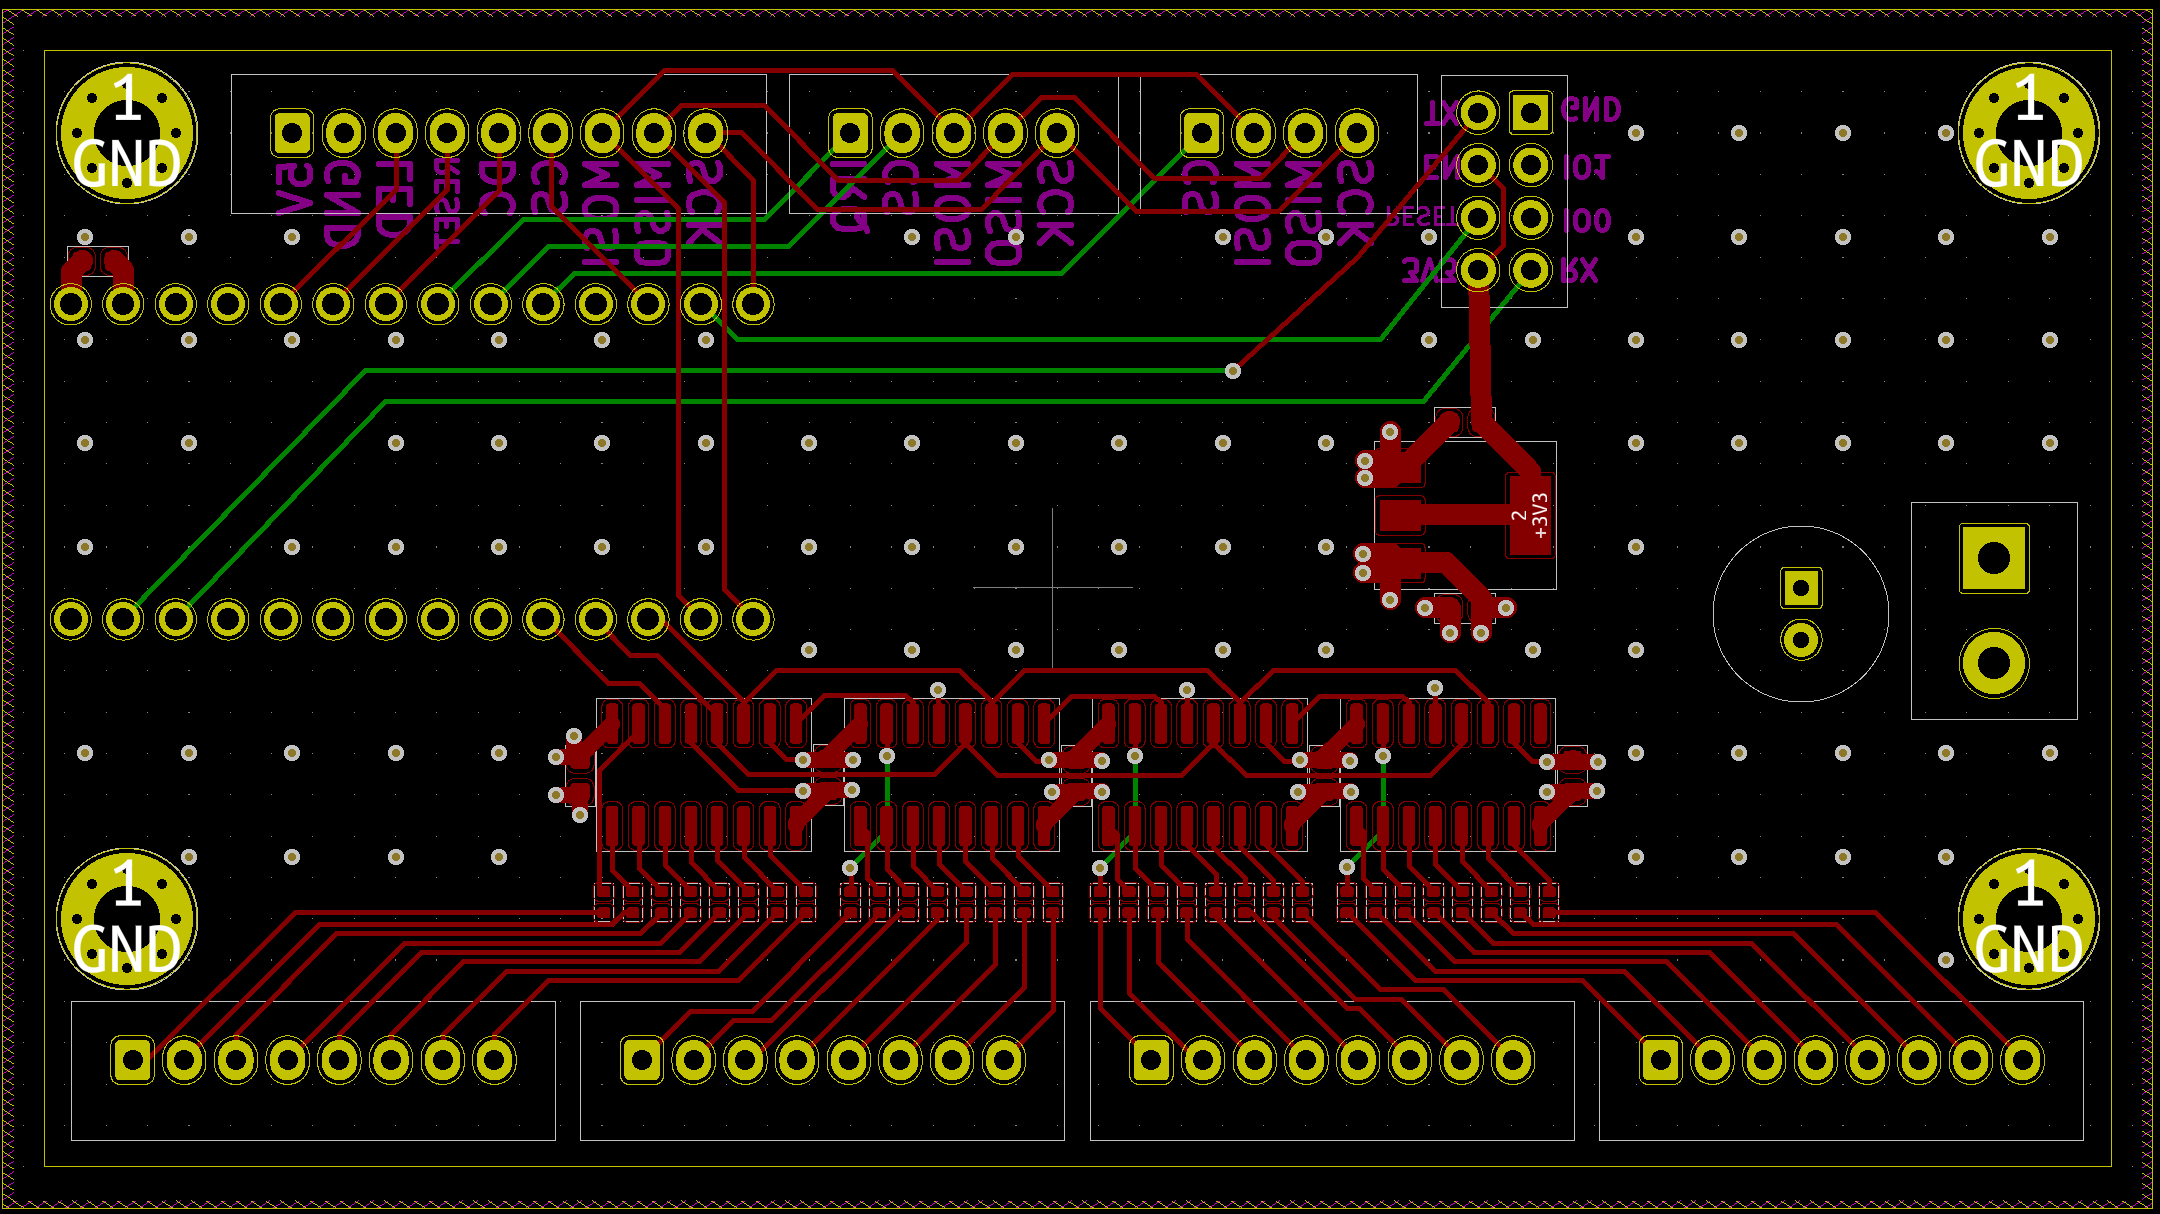 1
GND
1
GND
5V
GND
LED
RESET
DC
CS
MOSI
MISO
SCK
IRQ
CS
MOSI
MISO
SCK
CS
MOSI
MISO
SCK
TX
GND
EN
IO1
RESET
IO0
3V3
RX
2
+3V3
1
GND
1
GND